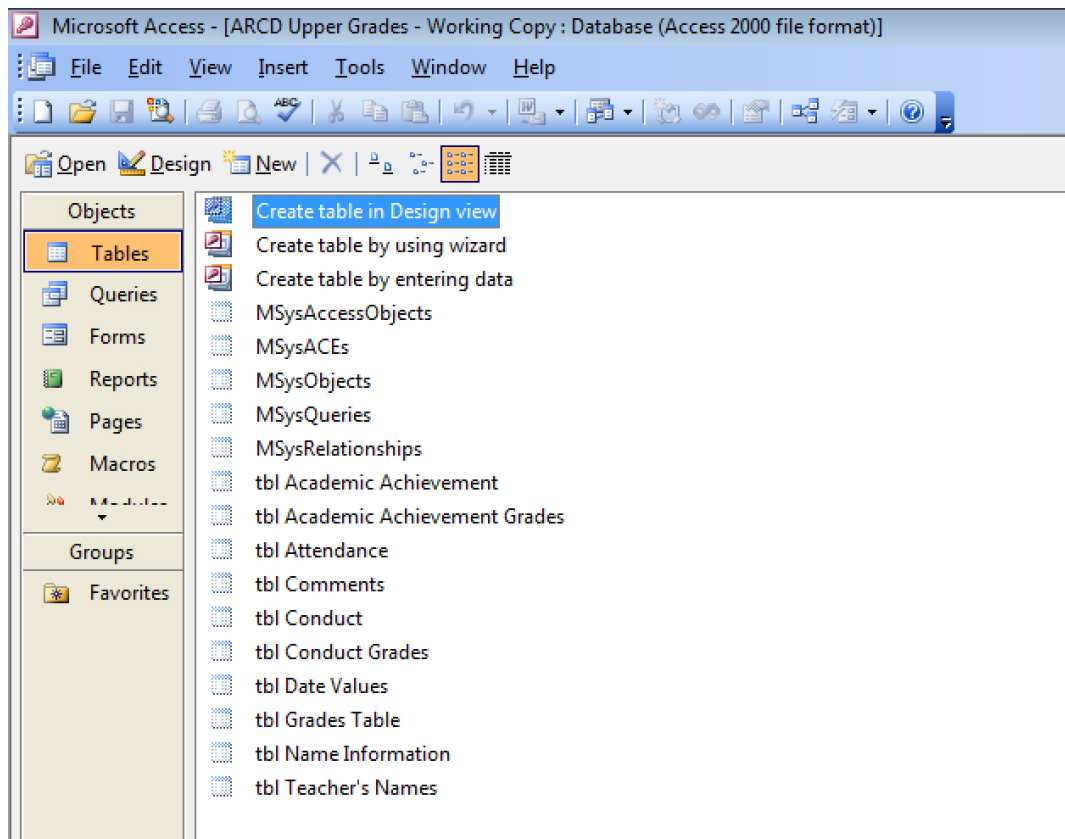 Microsoft Access - [ARCD Upper Grades - Working Copy : Database (Access 2000 file format)]
File Edit View Insert Tools Window Help
Open Design New
Objects
Tables
Queries
Forms
Reports
Pages
Macros
Groups
Favorites
Create table in Design view
Create table by using wizard
Create table by entering data
MSysAccessObjects
MSysACEs
MSysObjects
MSysQueries
MSysRelationships
tbl Academic Achievement
tbl Academic Achievement Grades
tbl Attendance
tbl Comments
tbl Conduct
tbl Conduct Grades
tbl Date Values
tbl Grades Table
tbl Name Information
tbl Teacher's Names